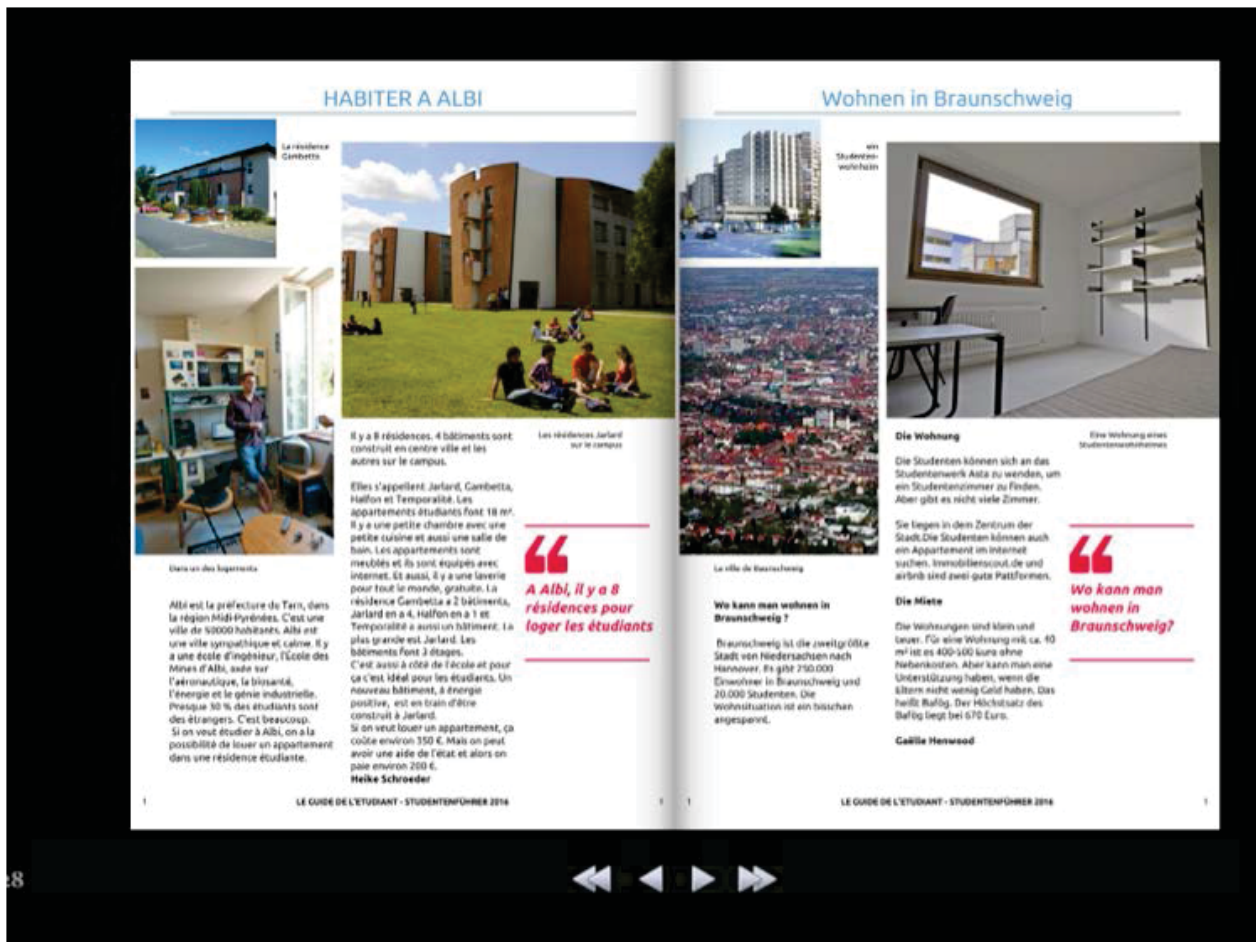 HABITER A ALBI
La résidence
Gambetta
Dans un des logements
Albi est la préfecture du Tarn, dans
la région Midi-Pyrénées. C'est une
ville de 50000 habitants. Albi est
une ville sympathique et calme. Il y
a une école d'ingénieur, l'École des
Mines d'Albi, axée sur
l'aéronautique, la biosanté,
l'énergie et le génie industrielle.
Presque 30 % des étudiants sont
des étrangers. C'est beaucoup.
Si on veut étudier à Albi, on a la
possibilité de louer un appartement
dans une résidence étudiante.
Il y a 8 résidences. 4 bâtiments sont
construit en centre ville et les
autres sur le campus.
Elles s'appellent Jarlard, Gambetta,
Halfon et Temporalité. Les
appartements étudiants font 18 m².
Il y a une petite chambre avec une
petite cuisine et aussi une salle de
bain. Les appartements sont
meublés et ils sont équipés avec
internet. Et aussi, il y a une laverie
pour tout le monde, gratuite. La
résidence Gambetta a 2 bâtiments,
Jarlard en a 4, Halfon en a 1 et
Temporalité a aussi un bâtiment. La
plus grande est Jarlard. Les
bâtiments font 3 étages.
C'est aussi à côté de l'école et pour
ça c'est idéal pour les étudiants. Un
nouveau bâtiment, à énergie
positive, est en train d'être
construit à Jarlard.
Si on veut louer un appartement, ça
coûte environ 350 €. Mais on peut
avoir une aide de l'état et alors on
paie environ 200 €.
Heike Schroeder
Les résidences Jarlard
sur le campus
“
A Albi, il y a 8
résidences pour
loger les étudiants
1
LE GUIDE DE L'ETUDIANT - STUDENTENFÜHRER 2016
1
Wohnen in Braunschweig
ein
Studenten-
wohnheim
La ville de Baunschweig
Wo kann man wohnen in
Braunschweig ?
Braunschweig ist die zweitgrößte
Stadt von Niedersachsen nach
Hannover. Es gibt 250.000
Einwohner in Braunschweig und
20.000 Studenten. Die
Wohnsituation ist ein bisschen
angespannt.
Die Wohnung
Die Studenten können sich an das
Studentenwerk Asta zu wenden, um
ein Studentenzimmer zu finden.
Aber gibt es nicht viele Zimmer.
Sie liegen in dem Zentrum der
Stadt.Die Studenten können auch
ein Appartement im Internet
suchen. Immobilienscout.de und
airbnb sind zwei gute Pattformen.
Die Miete
Die Wohnungen sind klein und
teuer. Für eine Wohnung mit ca. 40
m² ist es 400-500 Euro ohne
Nebenkosten. Aber kann man eine
Unterstützung haben, wenn die
Eltern nicht wenig Geld haben. Das
heißt Bafög. Der Höchstsatz des
Bafög liegt bei 670 Euro.
Gaëlle Henwood
Eine Wohnung eines
Studentenwohnheimes
“
Wo kann man
wohnen in
Braunschweig?
1
LE GUIDE DE L'ETUDIANT - STUDENTENFÜHRER 2016
1
28